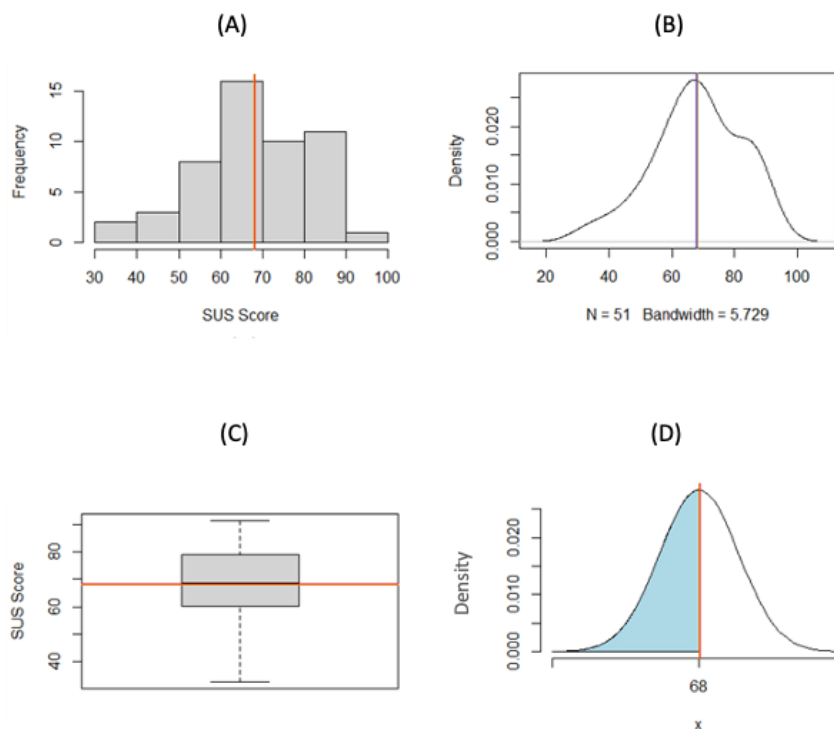 (A)
Frequency
15
10
5
0
30 40 50 60 70 80 90 100
SUS Score
(B)
Density
0.020
0.010
0.000
20 40 60 80 100
N = 51 Bandwidth = 5.729
(C)
SUS Score
80
60
40
(D)
Density
0.020
0.010
0.000
68
x